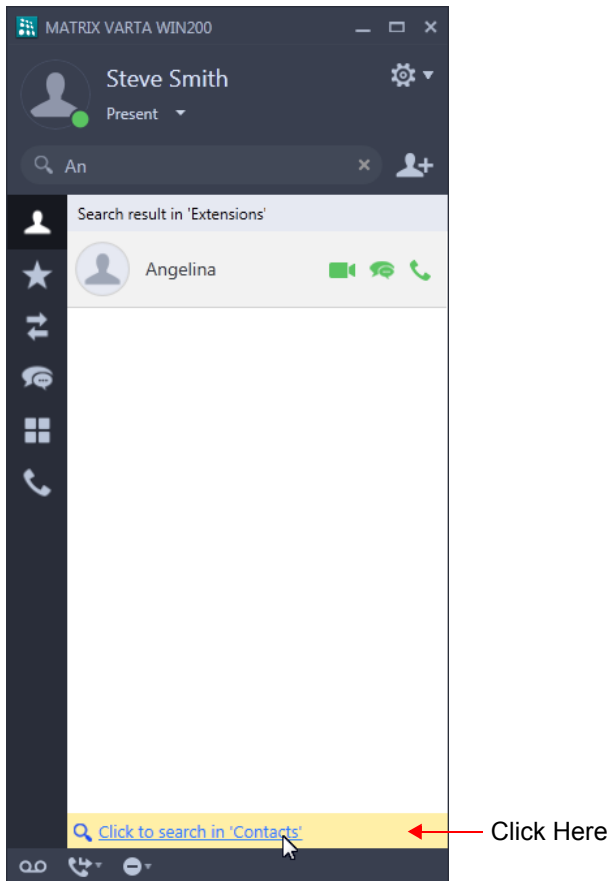 MATRIX VARTA WIN200
Steve Smith
Present
An
Search result in 'Extensions'
Angelina
Click to search in 'Contacts'
Click Here